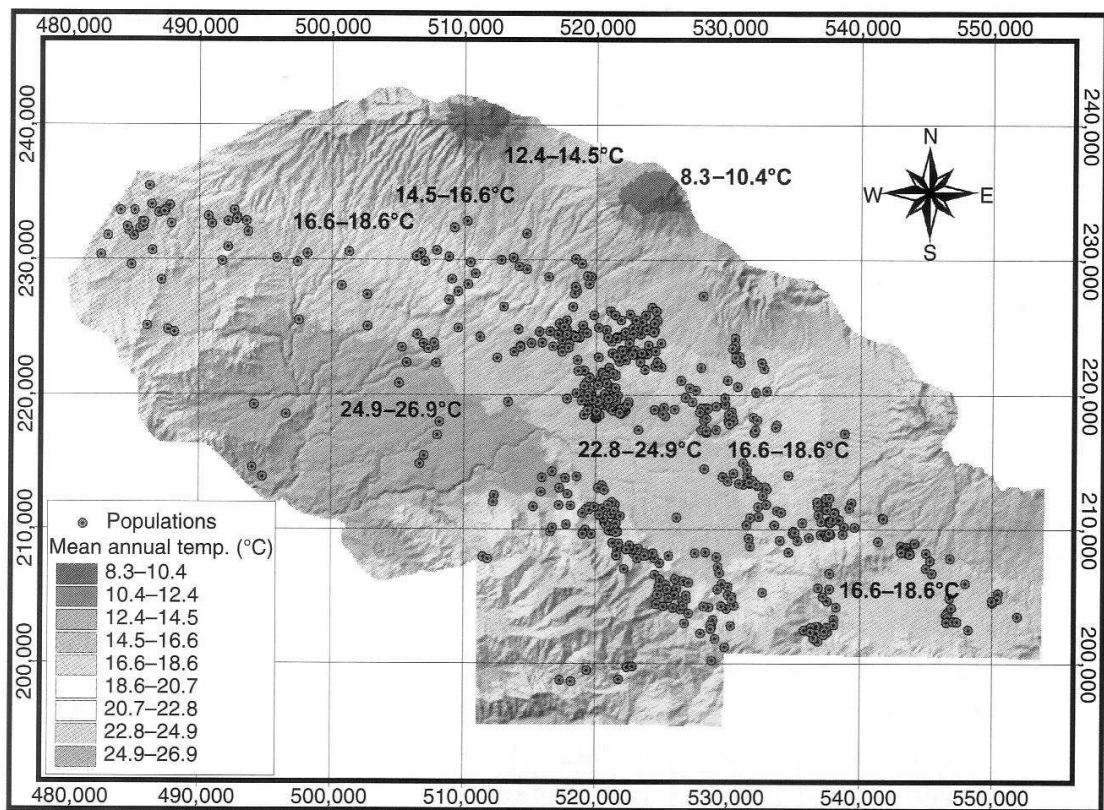 480,000 490,000 500,000 510,000 520,000 530,000 540,000 550,000
240,000 240,000
12.4–14.5°C
N
8.3–10.4°C
14.5–16.6°C
W E
16.6–18.6°C
S
230,000 230,000
220,000 220,000
24.9–26.9°C
22.8–24.9°C 16.6–18.6°C
210,000 210,000
Populations
Mean annual temp. (°C)
8.3–10.4
10.4–12.4
12.4–14.5
14.5–16.6
16.6–18.6
18.6–20.7
20.7–22.8
22.8–24.9
24.9–26.9
16.6–18.6°C
200,000 200,000
480,000 490,000 500,000 510,000 520,000 530,000 540,000 550,000